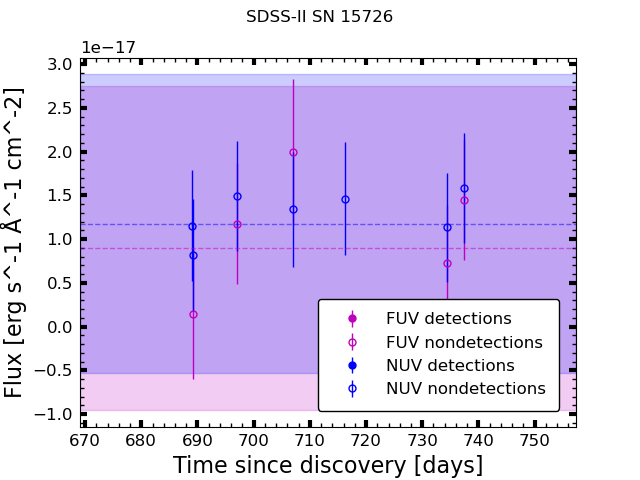 SDSS-II SN 15726
1e−17
3.0
2.5
2.0
1.5
1.0
0.5
0.0
−0.5
−1.0
Flux [erg s^-1 Å^-1 cm^-2]
FUV detections
FUV nondetections
NUV detections
NUV nondetections
670 680 690 700 710 720 730 740 750
Time since discovery [days]